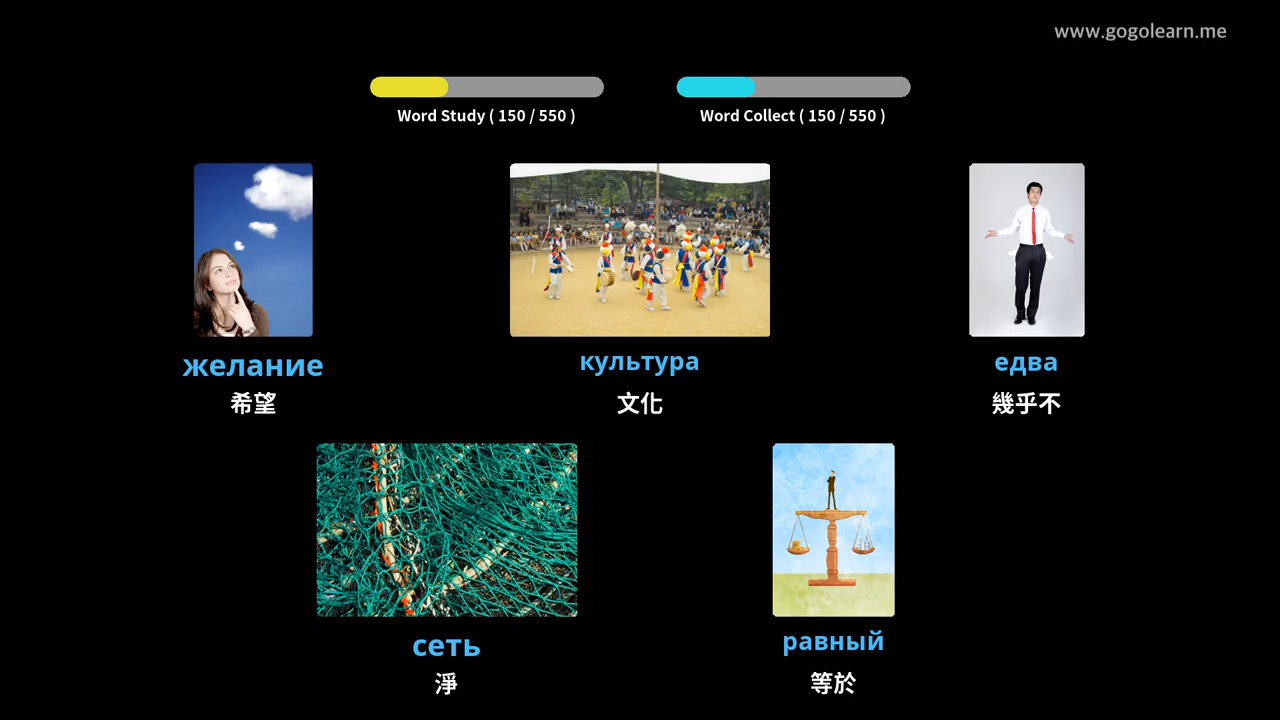 www.gogolearn.me
Word Study ( 150 / 550 )
Word Collect ( 150 / 550 )
желание
культура
едва
希望
文化
幾乎不
сеть
равный
淨
等於